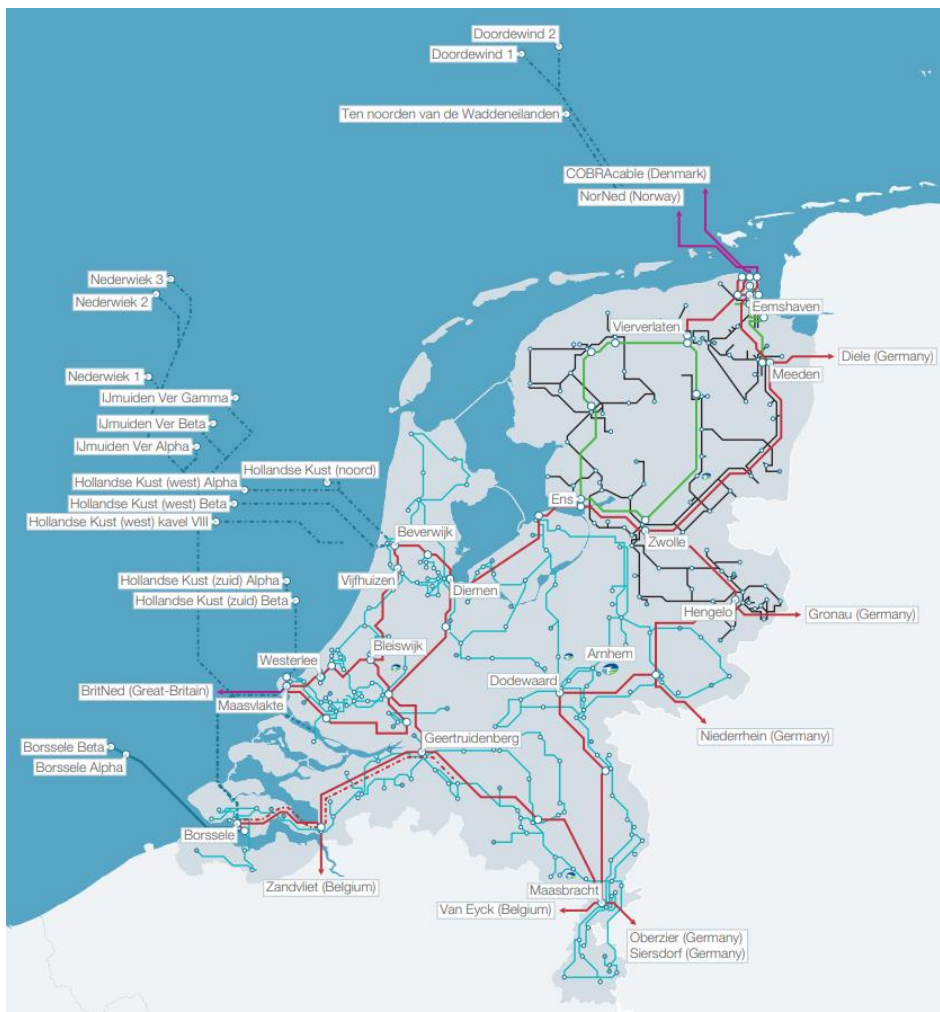 Doordewind 2
Doordewind 1
Ten noorden van de Waddeneilanden
COBRAcable (Denmark)
NorNed (Norway)
Nederwiek 3
Nederwiek 2
Eemshaven
Vierverlaten
Diele (Germany)
Meeden
Nederwiek 1
IJmuiden Ver Gamma
IJmuiden Ver Beta
IJmuiden Ver Alpha
Hollandse Kust (noord)
Hollandse Kust (west) Alpha
Hollandse Kust (west) Beta
Hollandse Kust (west) kavel VIII
Ens
Beverwijk
Zwolle
Vijfhuizen
Hollandse Kust (zuid) Alpha
Diemen
Hollandse Kust (zuid) Beta
Hengelo
Gronau (Germany)
Bleiswijk
Westerlee
Arnhem
Dodewaard
BritNed (Great-Britain)
Maasvlakte
Geertruidenberg
Niederrhein (Germany)
Borssele Beta
Borssele Alpha
Borssele
Zandvliet (Belgium)
Maasbracht
Van Eyck (Belgium)
Oberzier (Germany)
Siersdorf (Germany)